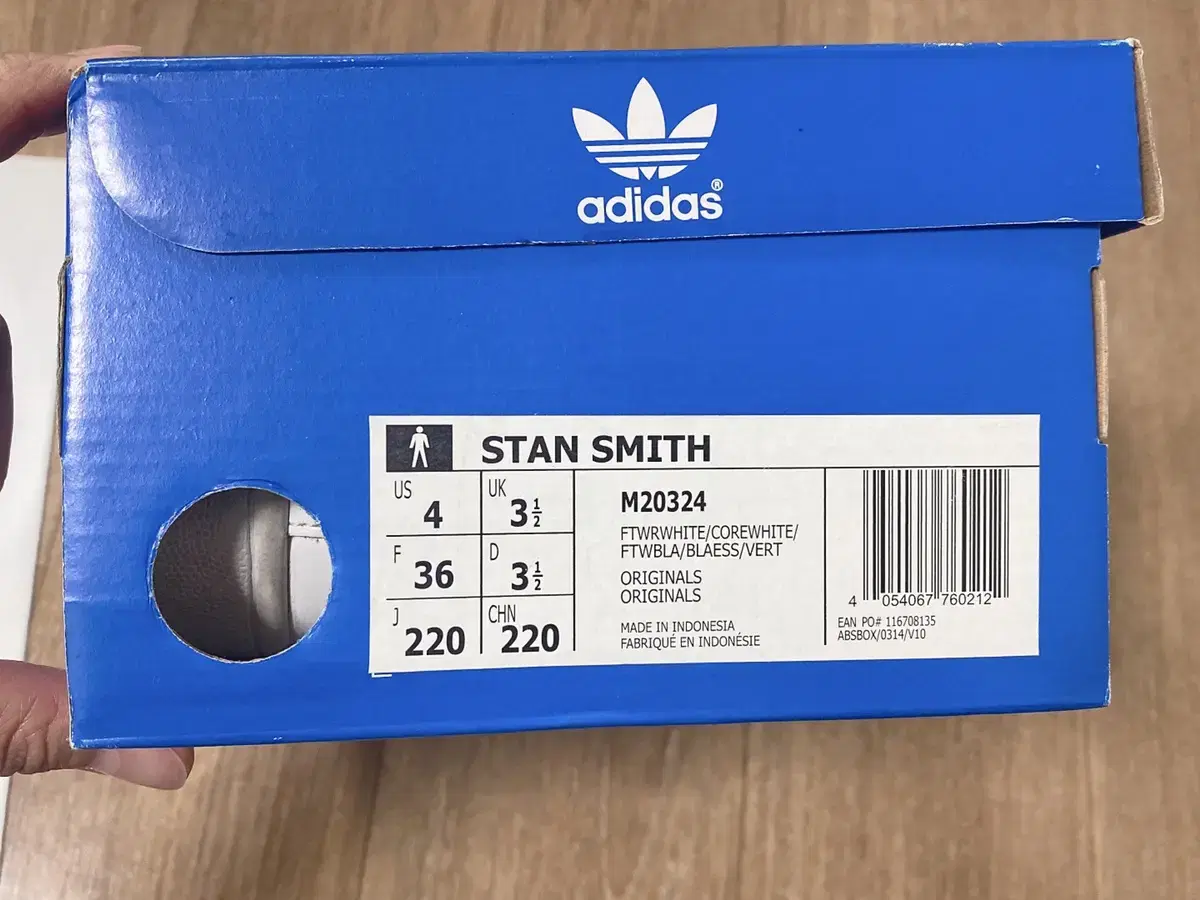 adidas®
STAN SMITH
US
4
UK
3 1/2
F
36
D
3 1/2
J
220
CHN
220
M20324
FTWRWHITE/COREWHITE/
FTWBLA/BLAESS/VERT
ORIGINALS
ORIGINALS
MADE IN INDONESIA
FABRIQUÉ EN INDONÉSIE
4 054067 760212
EAN PO# 116708135
ABSBOX/0314/V10